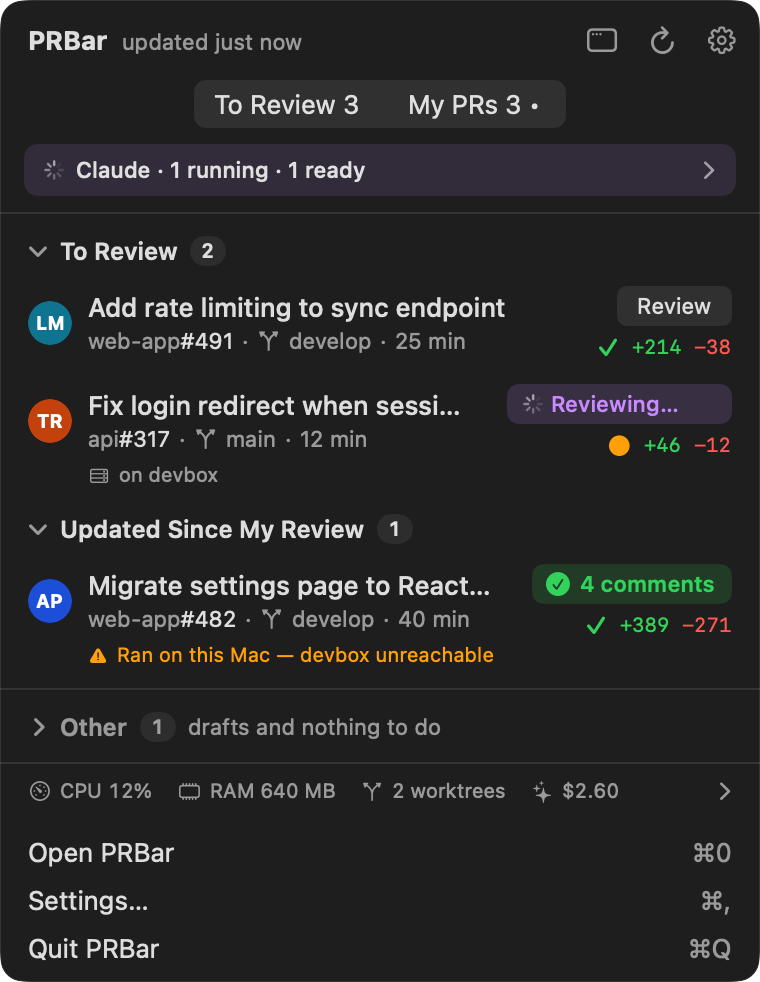 PRBar updated just now
To Review 3 My PRs 3 •
Claude · 1 running · 1 ready
To Review 2
LM Add rate limiting to sync endpoint Review
web-app#491 · develop · 25 min +214 −38
TR Fix login redirect when sessi... Reviewing...
api#317 · main · 12 min +46 −12
on devbox
Updated Since My Review 1
AP Migrate settings page to React... 4 comments
web-app#482 · develop · 40 min +389 −271
Ran on this Mac — devbox unreachable
Other 1 drafts and nothing to do
CPU 12% RAM 640 MB 2 worktrees $2.60
Open PRBar ⌘0
Settings... ⌘,
Quit PRBar ⌘Q